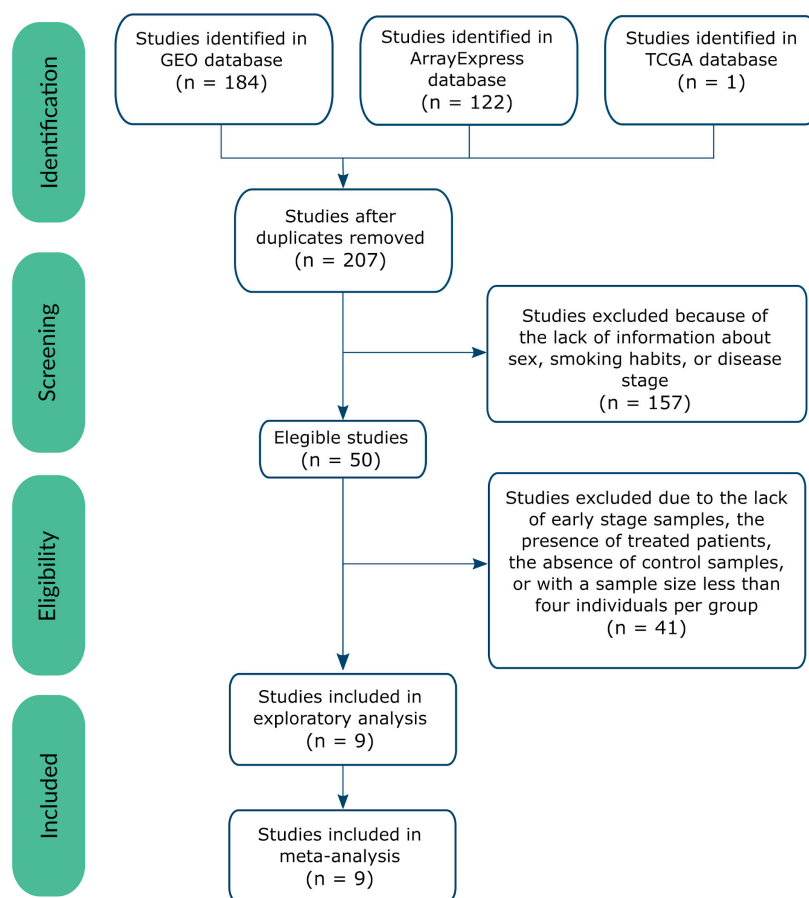 Identification
Studies identified in
GEO database
(n = 184)
Studies identified in
ArrayExpress
database
(n = 122)
Studies identified in
TCGA database
(n = 1)
Studies after
duplicates removed
(n = 207)
Screening
Studies excluded because of
the lack of information about
sex, smoking habits, or disease
stage
(n = 157)
Elegible studies
(n = 50)
Eligibility
Studies excluded due to the lack
of early stage samples, the
presence of treated patients,
the absence of control samples,
or with a sample size less than
four individuals per group
(n = 41)
Included
Studies included in
exploratory analysis
(n = 9)
Studies included in
meta-analysis
(n = 9)